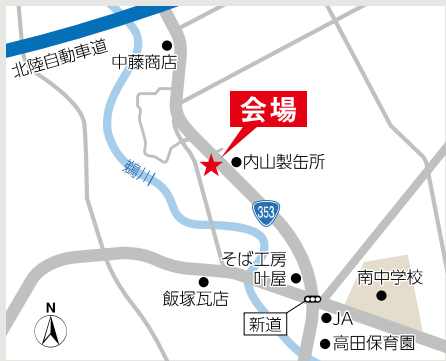 北陸自動車道
中藤商店
会場
内山製缶所
鵜川
353
そば工房
叶屋
南中学校
飯塚瓦店
N
新道
JA
高田保育園